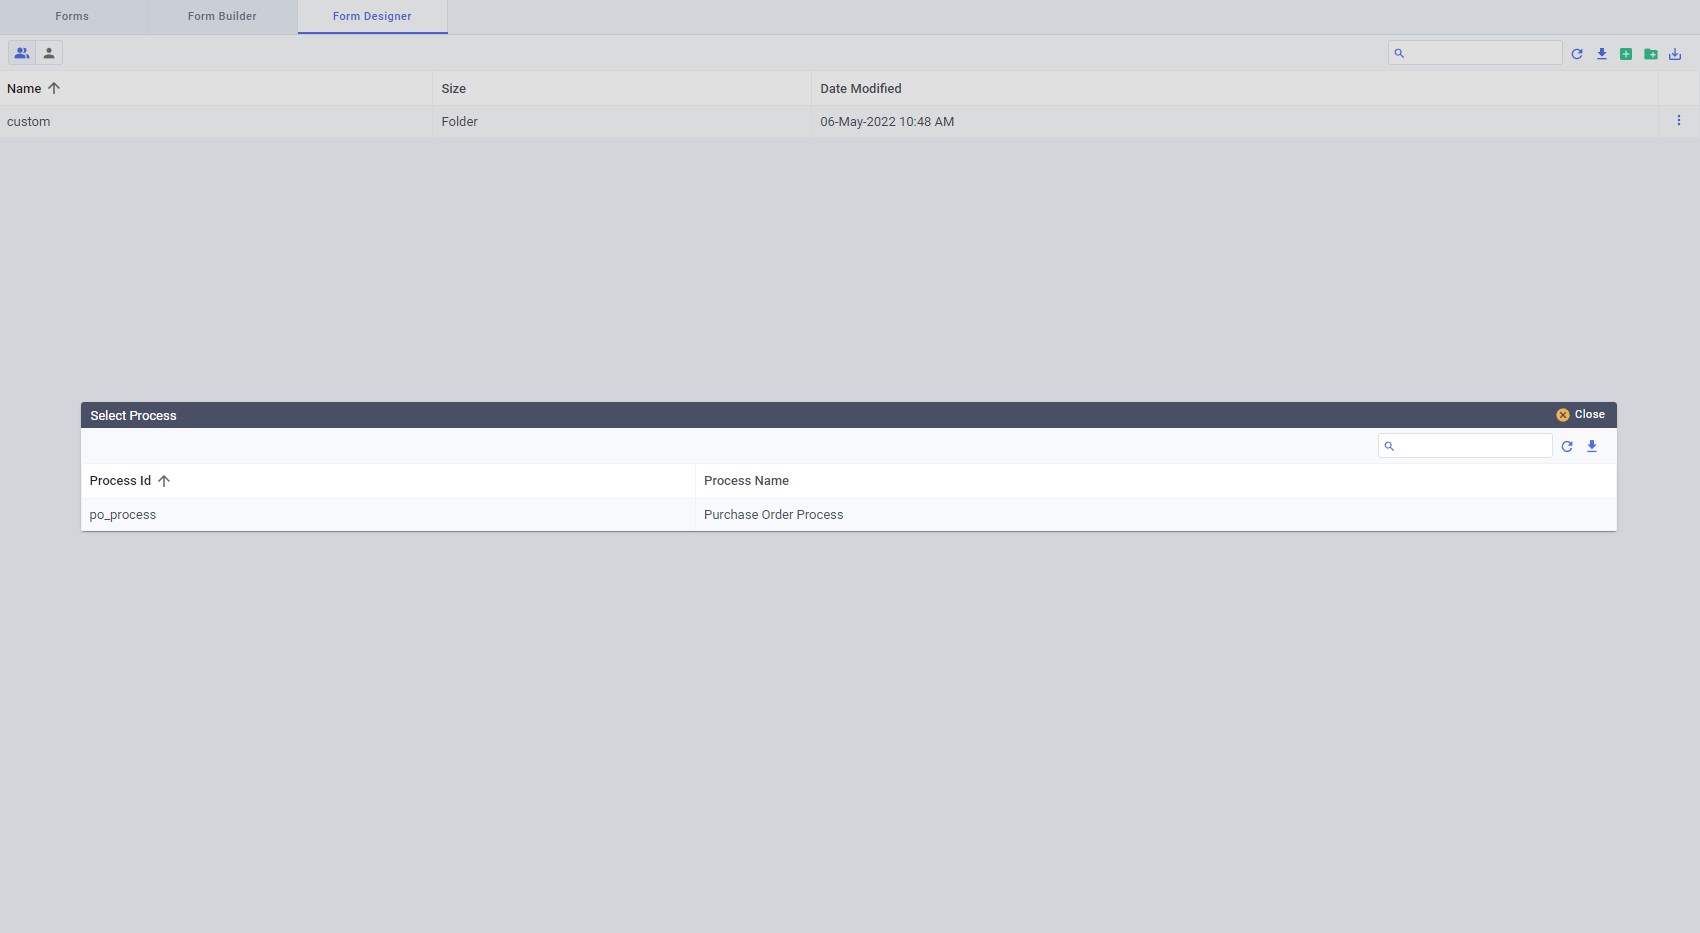 Forms Form Builder Form Designer
Name Size Date Modified
custom Folder 06-May-2022 10:48 AM
Select Process Close
Process Id Process Name
po_process Purchase Order Process